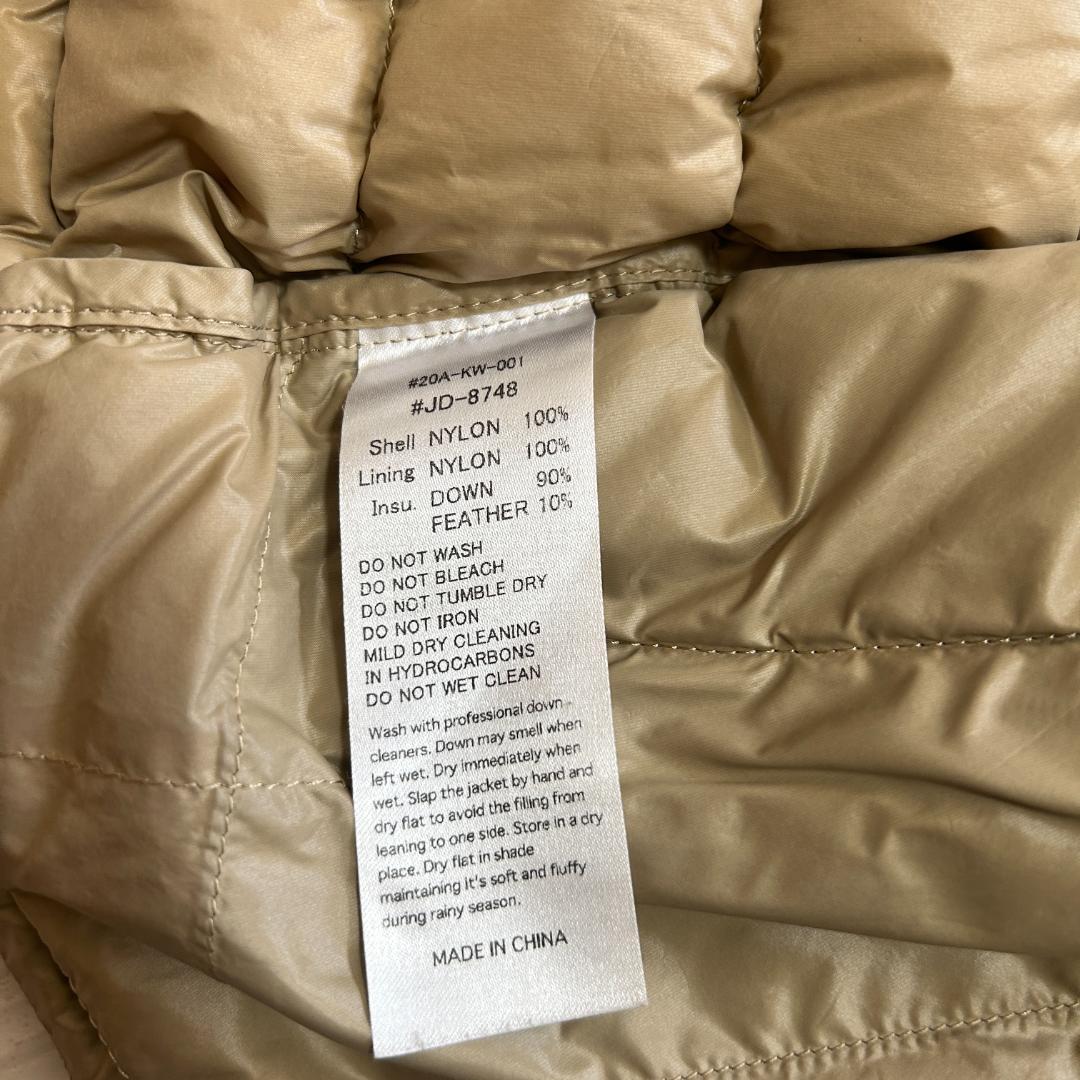 #20A-KW-001
#JD-8748
Shell NYLON 100%
Lining NYLON 100%
Insu. DOWN 90%
FEATHER 10%
DO NOT WASH
DO NOT BLEACH
DO NOT TUMBLE DRY
DO NOT IRON
MILD DRY CLEANING
IN HYDROCARBONS
DO NOT WET CLEAN
Wash with professional down
cleaners. Down may smell when
left wet. Dry immediately when
wet. Slap the jacket by hand and
dry flat to avoid the filling from
leaning to one side. Store in a dry
place. Dry flat in shade
maintaining it's soft and fluffy
during rainy season.
MADE IN CHINA